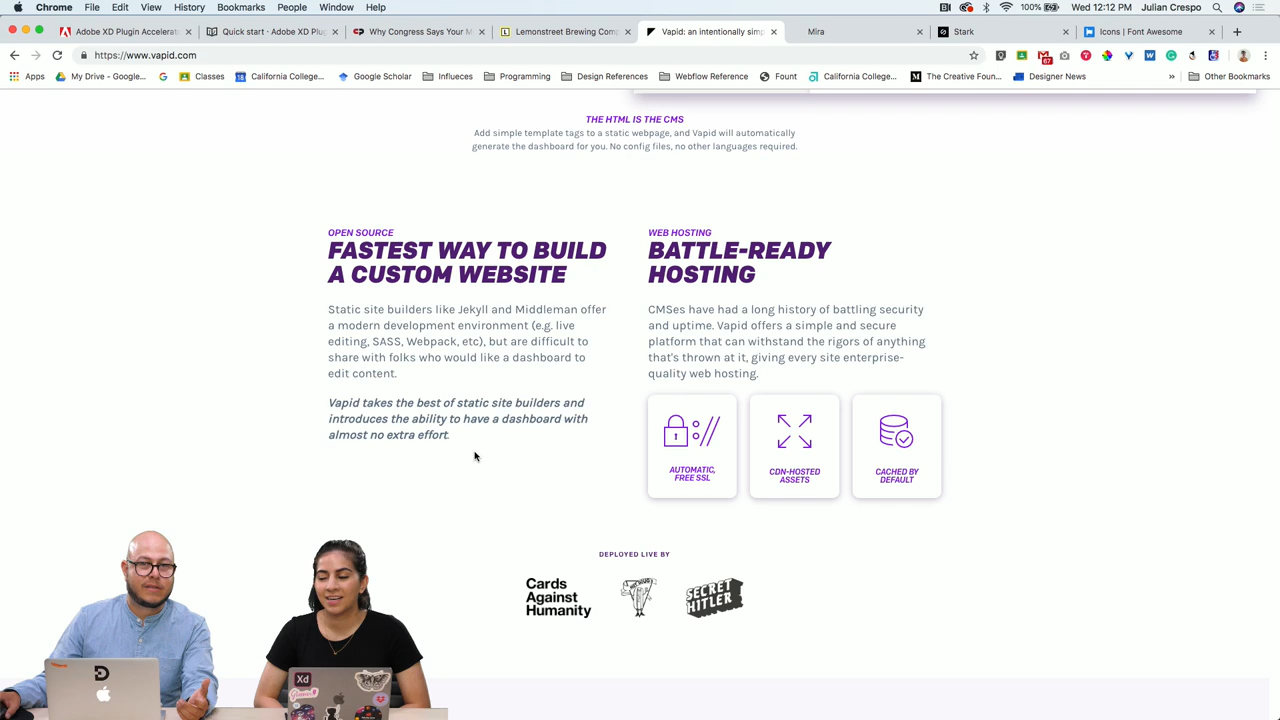 Chrome File Edit View History Bookmarks People Window Help 100% Wed 12:12 PM Julian Crespo
Adobe XD Plugin Accelerat Quick start - Adobe XD Plu Why Congress Says Your M Lemonstreet Brewing Comp Vapid: an intentionally simp Mira Stark Icons | Font Awesome
https://www.vapid.com 67
Apps My Drive - Google... Classes 18 California College... Google Scholar Influeces Programming Design References Webflow Reference Fount California College... The Creative Foun... Designer News Other Bookmarks
THE HTML IS THE CMS
Add simple template tags to a static webpage, and Vapid will automatically
generate the dashboard for you. No config files, no other languages required.
OPEN SOURCE
FASTEST WAY TO BUILD
A CUSTOM WEBSITE
Static site builders like Jekyll and Middleman offer
a modern development environment (e.g. live
editing, SASS, Webpack, etc), but are difficult to
share with folks who would like a dashboard to
edit content.
Vapid takes the best of static site builders and
introduces the ability to have a dashboard with
almost no extra effort.
WEB HOSTING
BATTLE-READY
HOSTING
CMSes have had a long history of battling security
and uptime. Vapid offers a simple and secure
platform that can withstand the rigors of anything
that's thrown at it, giving every site enterprise-
quality web hosting.
AUTOMATIC,
FREE SSL
CDN-HOSTED
ASSETS
CACHED BY
DEFAULT
DEPLOYED LIVE BY
Cards
Against
Humanity
SECRET
HITLER
Xd